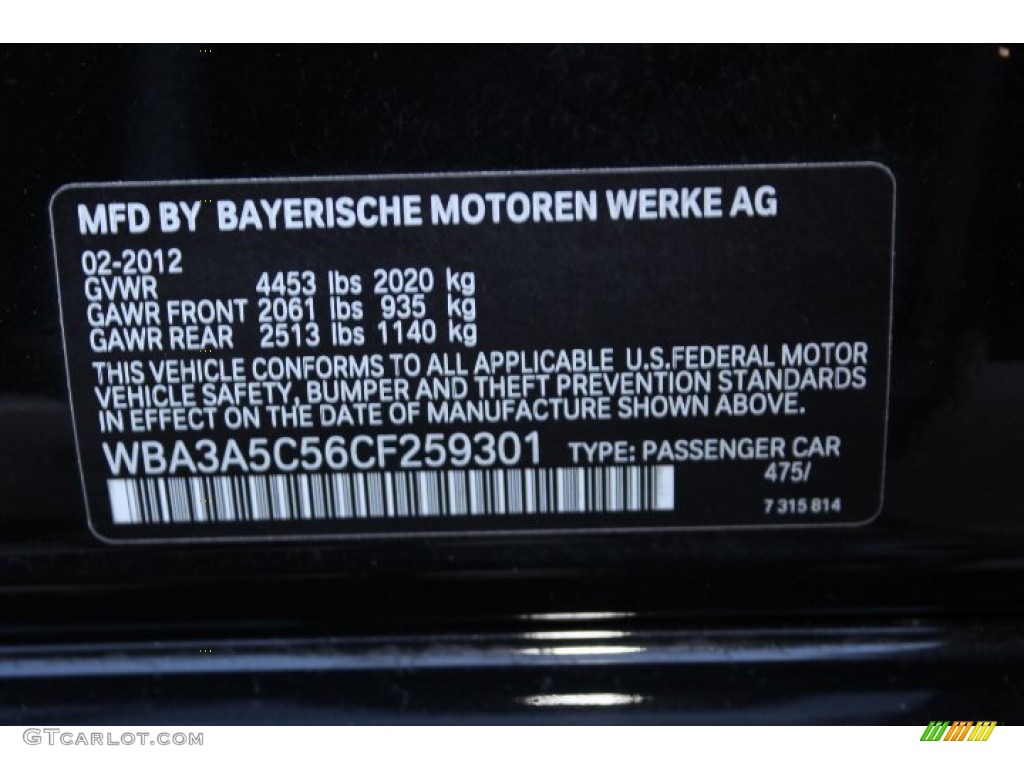 MFD BY BAYERISCHE MOTOREN WERKE AG
02-2012
GVWR 4453 lbs 2020 kg
GAWR FRONT 2061 lbs 935 kg
GAWR REAR 2513 lbs 1140 kg
THIS VEHICLE CONFORMS TO ALL APPLICABLE U.S.FEDERAL MOTOR
VEHICLE SAFETY, BUMPER AND THEFT PREVENTION STANDARDS
IN EFFECT ON THE DATE OF MANUFACTURE SHOWN ABOVE.
WBA3A5C56CF259301 TYPE: PASSENGER CAR
475/
7 315 814
GTCARLOT.COM